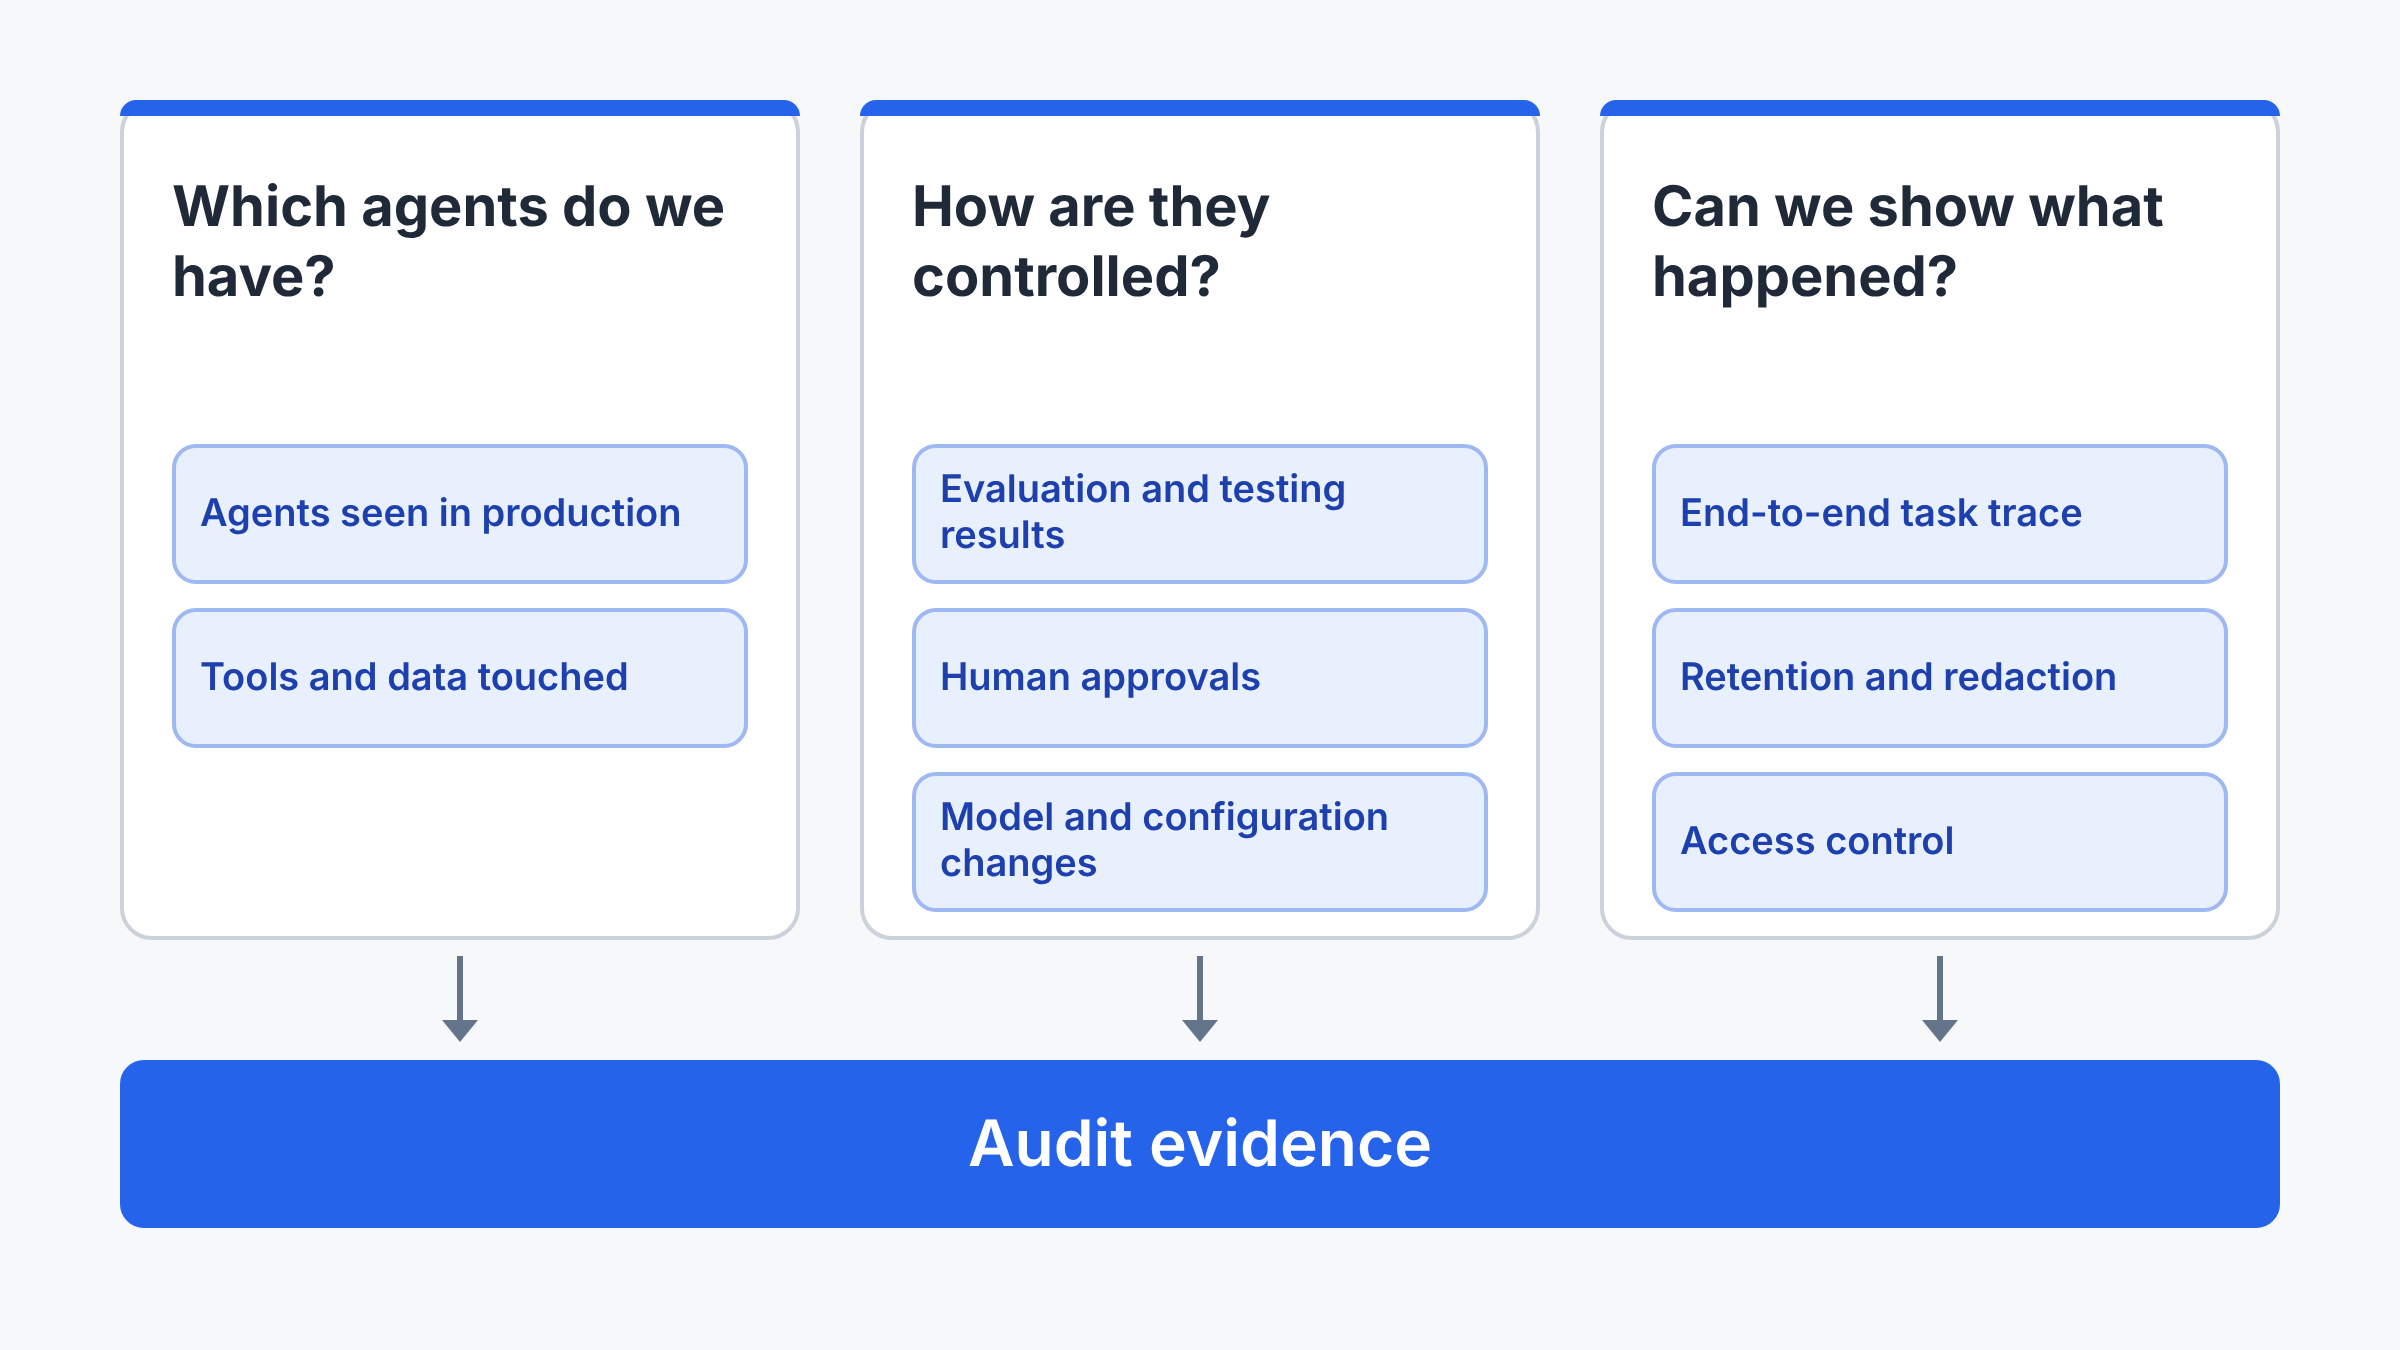 Which agents do we
have?
Agents seen in production
Tools and data touched
How are they
controlled?
Evaluation and testing
results
Human approvals
Model and configuration
changes
Can we show what
happened?
End-to-end task trace
Retention and redaction
Access control
Audit evidence